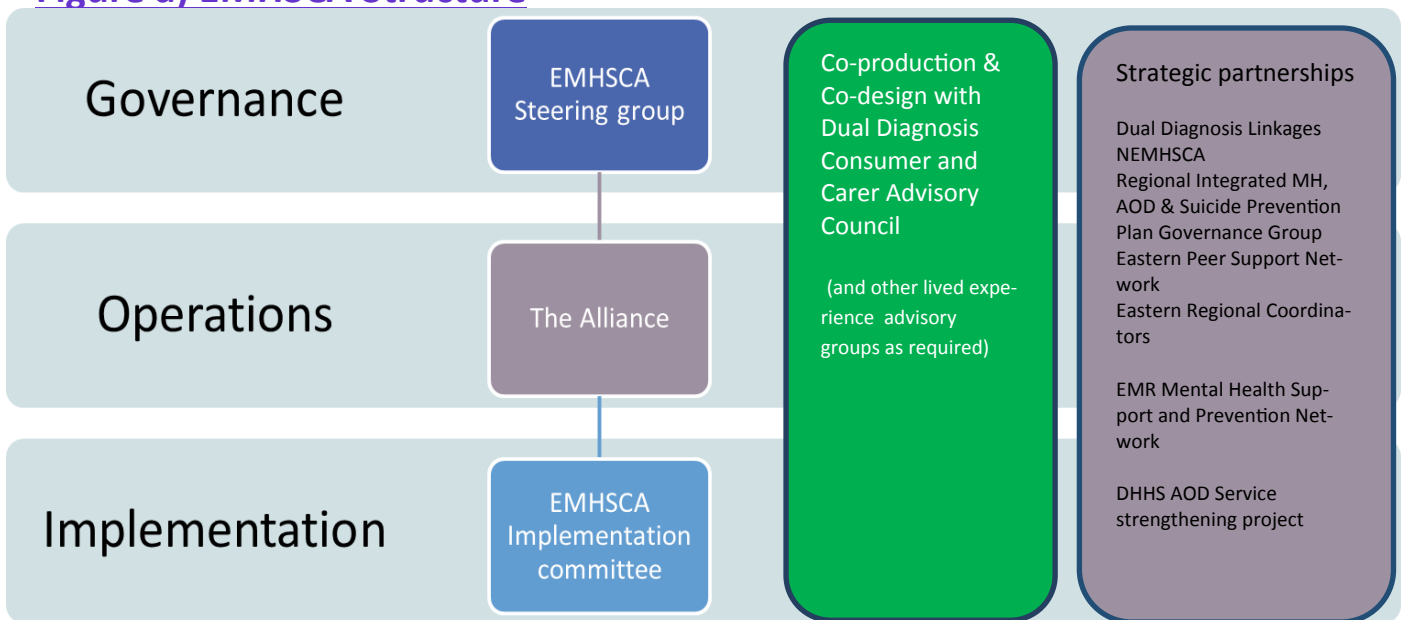 Figure a) EMHSCA Structure
Governance
EMHSCA
Steering group
Operations
The Alliance
Implementation
EMHSCA
Implementation
committee
Co-production &
Co-design with
Dual Diagnosis
Consumer and
Carer Advisory
Council
(and other lived expe-
rience advisory
groups as required)
Strategic partnerships
Dual Diagnosis Linkages
NEMHSCA
Regional Integrated MH,
AOD & Suicide Prevention
Plan Governance Group
Eastern Peer Support Net-
work
Eastern Regional Coordina-
tors
EMR Mental Health Sup-
port and Prevention Net-
work
DHHS AOD Service
strengthening project